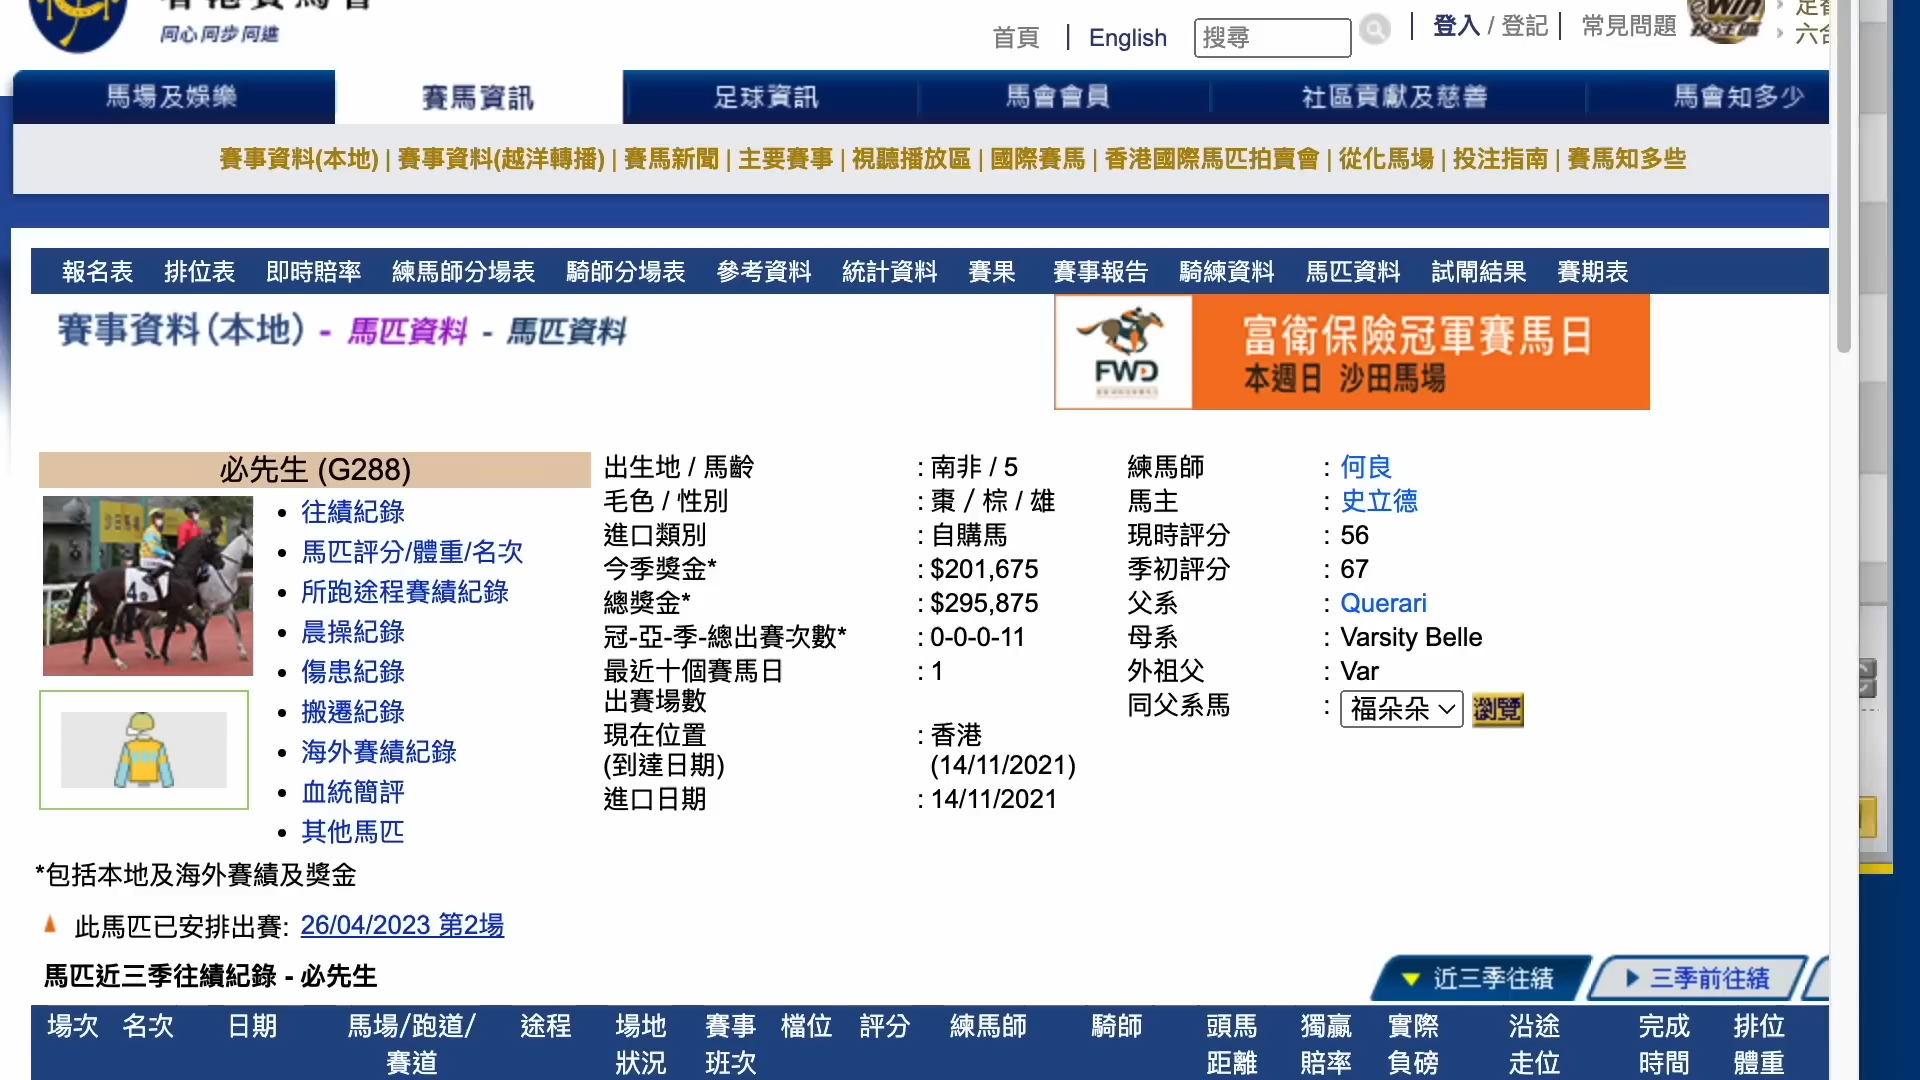 同心同步同進
首頁 | English 搜尋 | 登入 / 登記 | 常見問題
馬場及娛樂 賽馬資訊 足球資訊 馬會會員 社區貢獻及慈善 馬會知多少
賽事資料(本地) | 賽事資料(越洋轉播) | 賽馬新聞 | 主要賽事 | 視聽播放區 | 國際賽馬 | 香港國際馬匹拍賣會 | 從化馬場 | 投注指南 | 賽馬知多些
報名表 排位表 即時賠率 練馬師分場表 騎師分場表 參考資料 統計資料 賽果 賽事報告 騎練資料 馬匹資料 試閘結果 賽期表
賽事資料(本地) - 馬匹資料 - 馬匹資料
富衛保險冠軍賽馬日
FWD 本週日 沙田馬場
必先生 (G288)
往績紀錄
馬匹評分/體重/名次
所跑途程賽績紀錄
晨操紀錄
傷患紀錄
搬遷紀錄
海外賽績紀錄
血統簡評
其他馬匹
出生地 / 馬齡 : 南非 / 5
毛色 / 性別 : 棗 / 棕 / 雄
進口類別 : 自購馬
今季獎金* : $201,675
總獎金* : $295,875
冠-亞-季-總出賽次數* : 0-0-0-11
最近十個賽馬日 : 1
出賽場數
現在位置 : 香港
(到達日期) (14/11/2021)
進口日期 : 14/11/2021
練馬師 : 何良
馬主 : 史立德
現時評分 : 56
季初評分 : 67
父系 : Querari
母系 : Varsity Belle
外祖父 : Var
同父系馬 : 福朵朵 瀏覽
*包括本地及海外賽績及獎金
此馬匹已安排出賽: 26/04/2023 第2場
馬匹近三季往績紀錄 - 必先生
近三季往績 三季前往績
場次 名次 日期 馬場/跑道/ 途程 場地 賽事 檔位 評分 練馬師 騎師 頭馬 獨贏 實際 沿途 完成 排位
賽道 狀況 班次 距離 賠率 負磅 走位 時間 體重